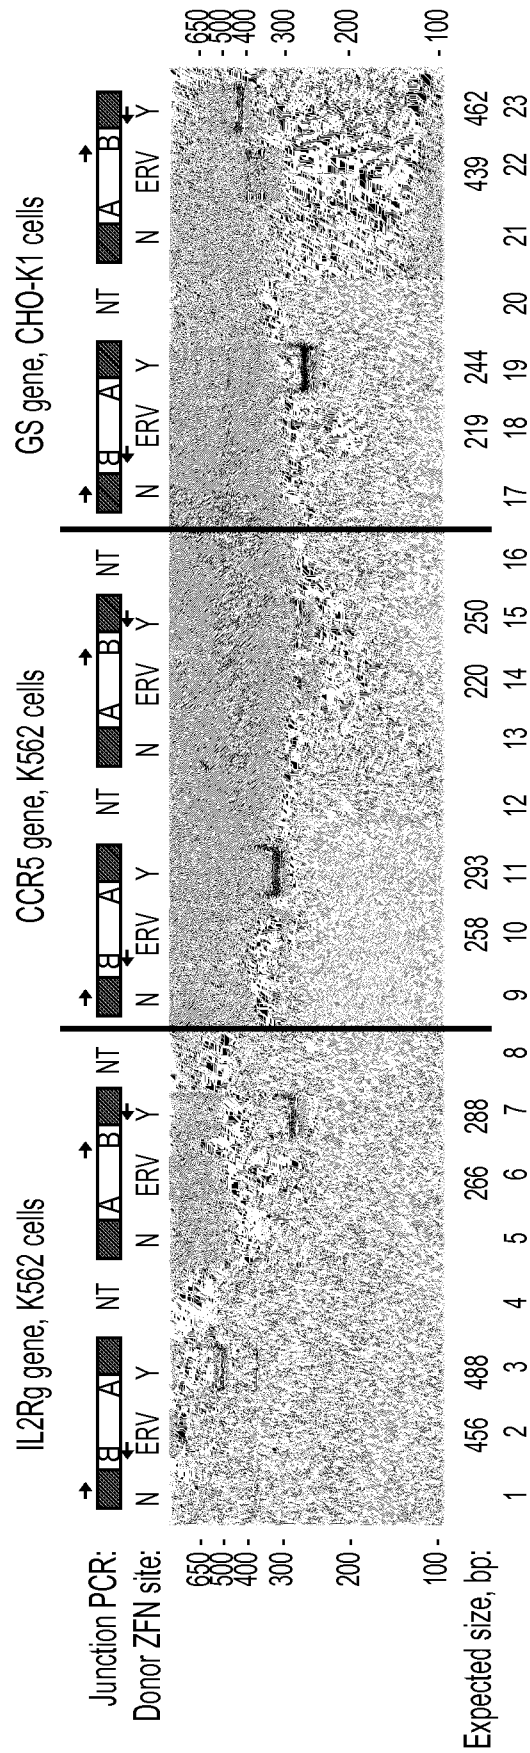 IL2Rg gene, K562 cells CCR5 gene, K562 cells GS gene, CHO-K1 cells
Junction PCR: B A A B B A A B B A A B
Donor ZFN site: N ERV Y NT N ERV Y NT N ERV Y NT N ERV Y NT N ERV Y NT N ERV Y
650 - - 650
500 - - 500
400 - - 400
300 - - 300
200 - - 200
100 - - 100
Expected size, bp: 456 488 266 288 258 293 220 250 219 244 439 462
1 2 3 4 5 6 7 8 9 10 11 12 13 14 15 16 17 18 19 20 21 22 23